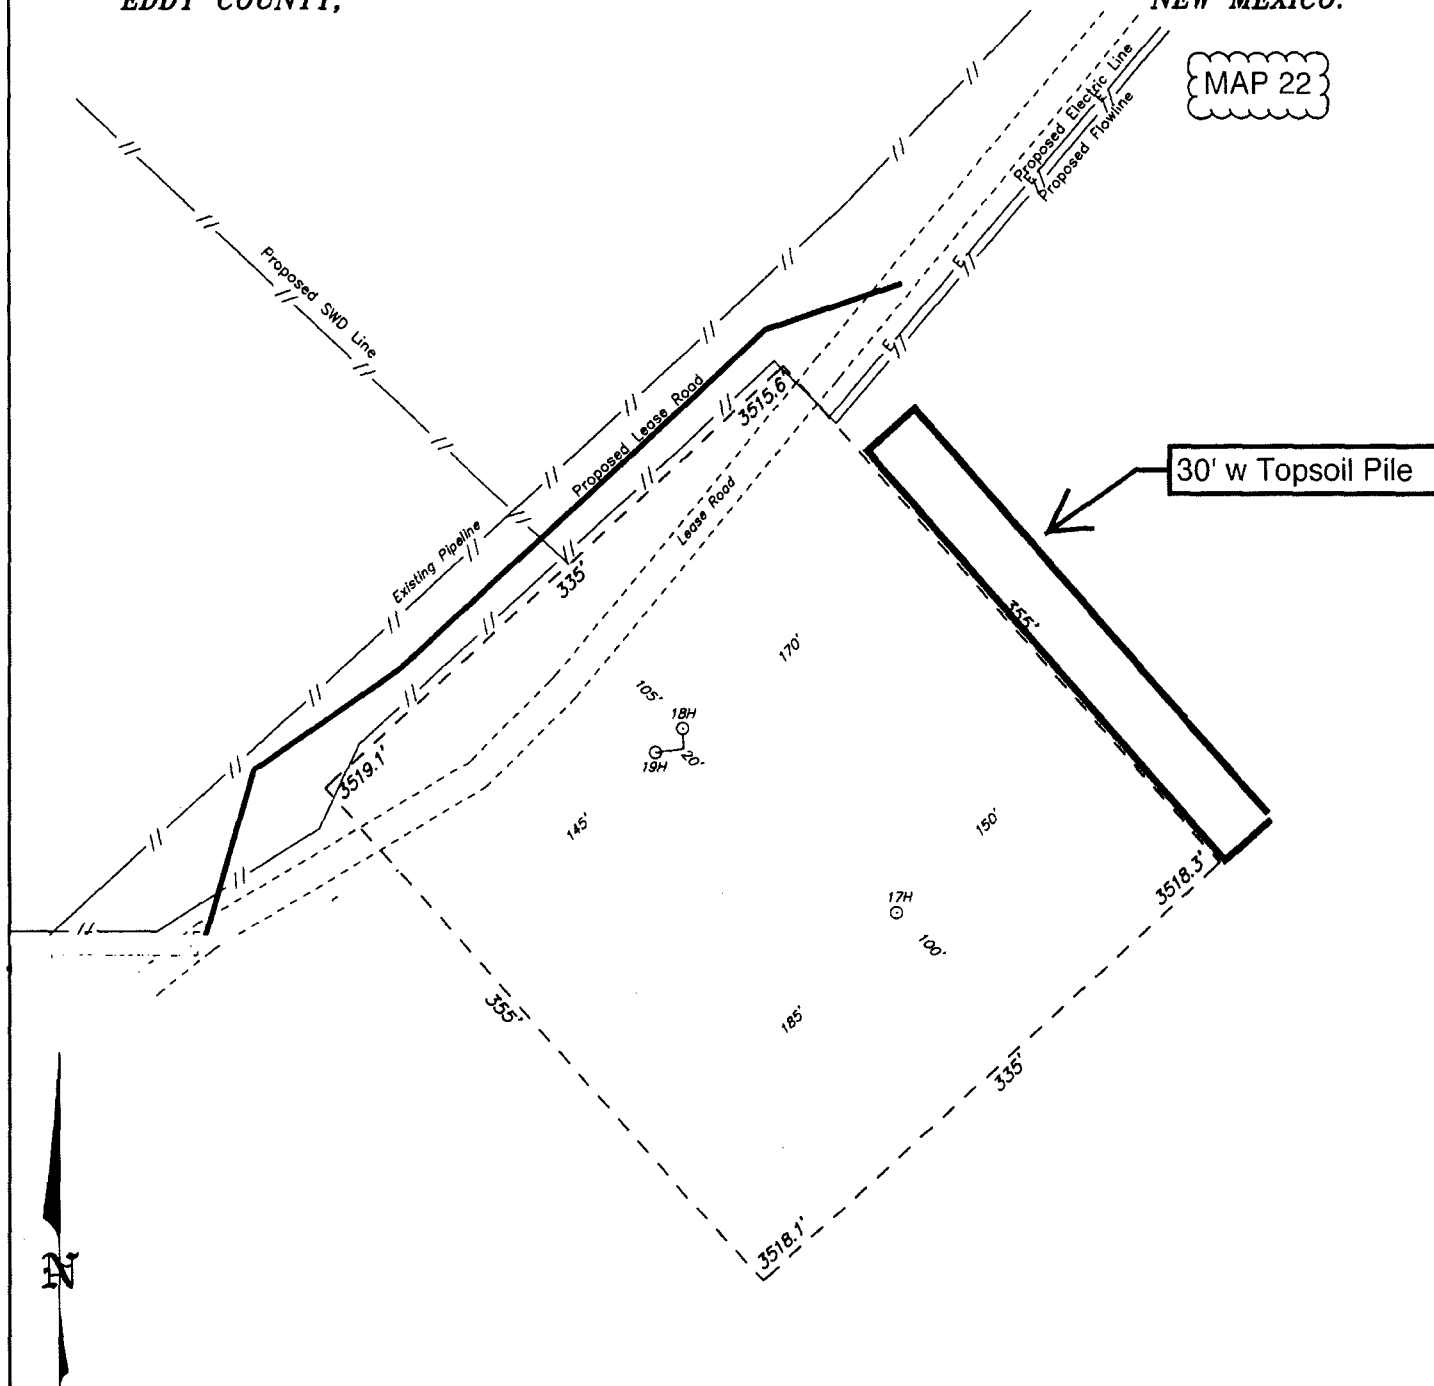 EDDY COUNTY,
NEW MEXICO.
MAP 22
Proposed Electric Line
E
E
Proposed Flowline
E
E
Proposed SWD Line
Proposed Lease Road
3515.6'
30' w Topsoil Pile
Existing Pipeline
Lease Road
335'
355'
170'
105'
18H
19H
20'
3519.1'
145'
150'
3518.3'
17H
100'
355'
185'
335'
3518.1'
N